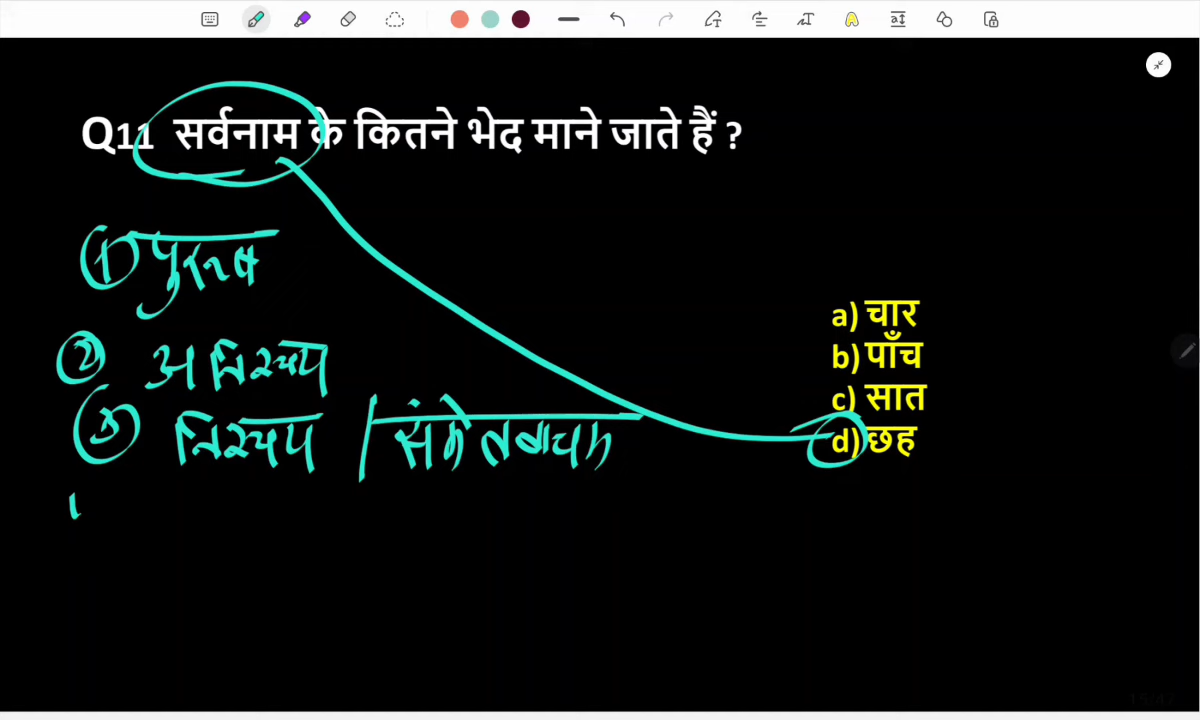 Q11 सर्वनाम के कितने भेद माने जाते हैं ?
① पुरुष
② अनिश्चय
③ निश्चय / संकेतवाचक
a) चार
b) पाँच
c) सात
d) छह